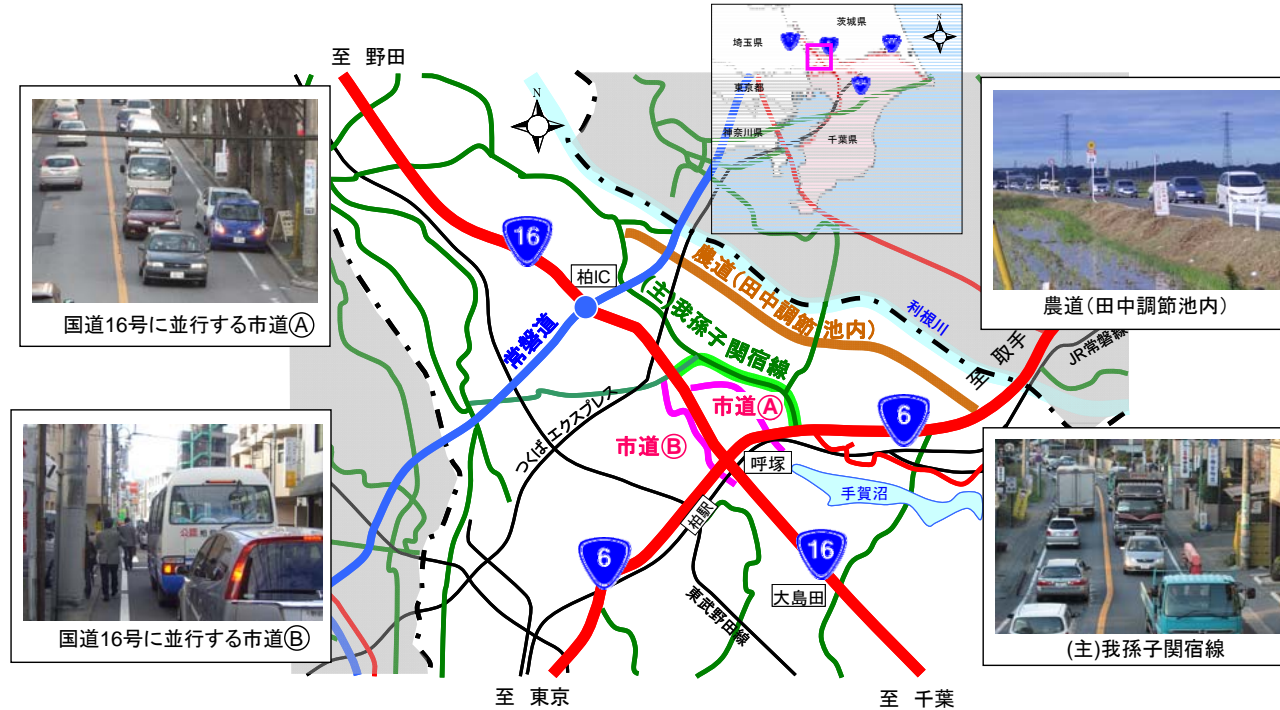 至 野田
N
茨城県
N
埼玉県
東京都
神奈川県
千葉県
国道16号に並行する市道Ⓐ
農道(田中調節池内)
16
柏IC
農道(田中調節池内)
利根川
(主)我孫子関宿線
常磐道
至 取手
JR常磐線
つくばエクスプレス
市道Ⓐ
市道Ⓑ
6
呼塚
手賀沼
柏駅
6
16
大島田
東武野田線
公認
国道16号に並行する市道Ⓑ
(主)我孫子関宿線
至 東京
至 千葉